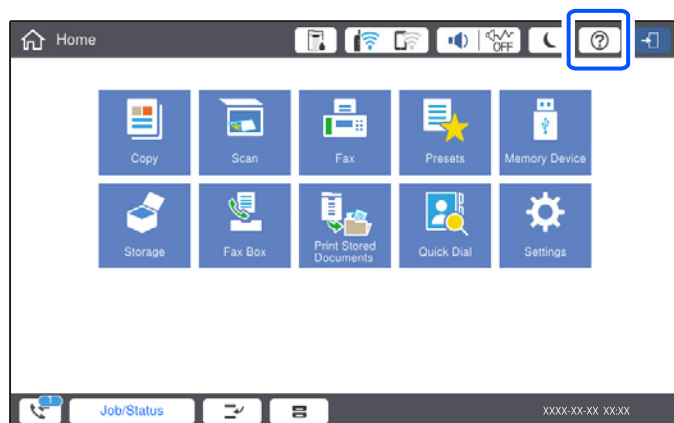 Home
OFF
?
Copy
Scan
Fax
Presets
Memory Device
Storage
Fax Box
Print Stored
Documents
Quick Dial
Settings
1
Job/Status
XXXX-XX-XX XX:XX